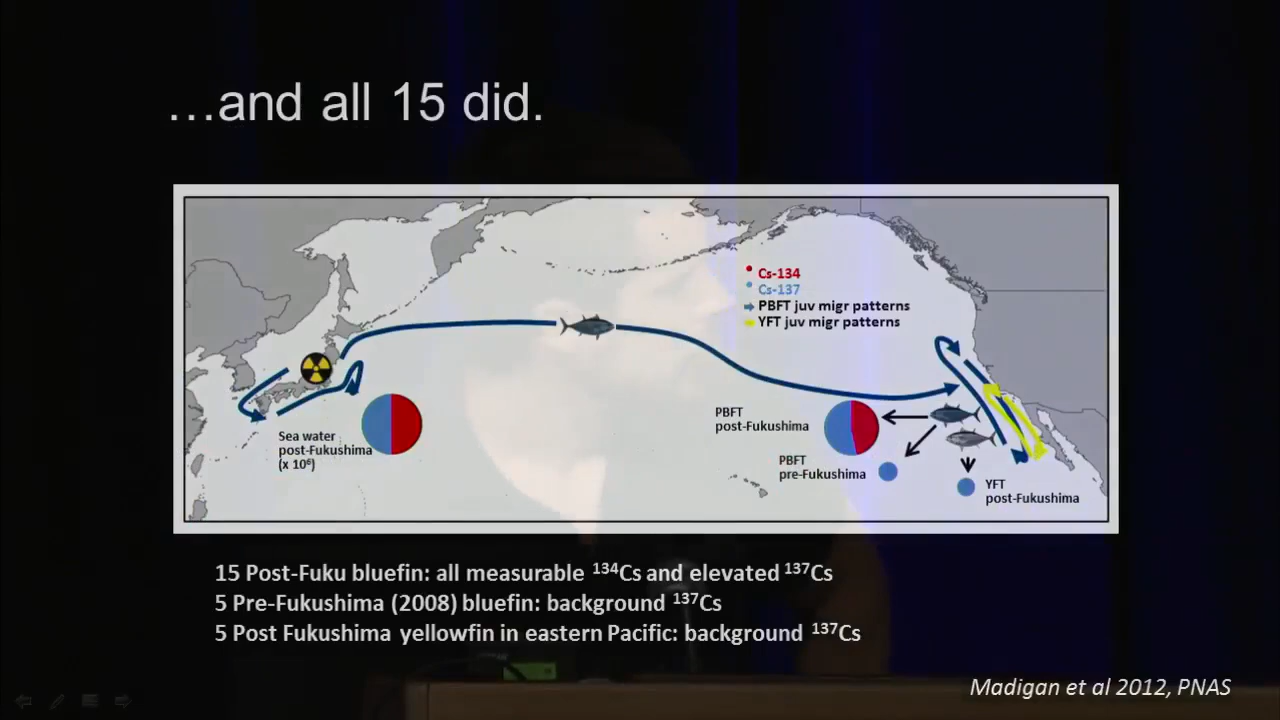 …and all 15 did.
Cs-134
Cs-137
PBFT juv migr patterns
YFT juv migr patterns
Sea water
post-Fukushima
(x 10⁶)
PBFT
post-Fukushima
PBFT
pre-Fukushima
YFT
post-Fukushima
15 Post-Fuku bluefin: all measurable ¹³⁴Cs and elevated ¹³⁷Cs
5 Pre-Fukushima (2008) bluefin: background ¹³⁷Cs
5 Post Fukushima yellowfin in eastern Pacific: background ¹³⁷Cs
Madigan et al 2012, PNAS